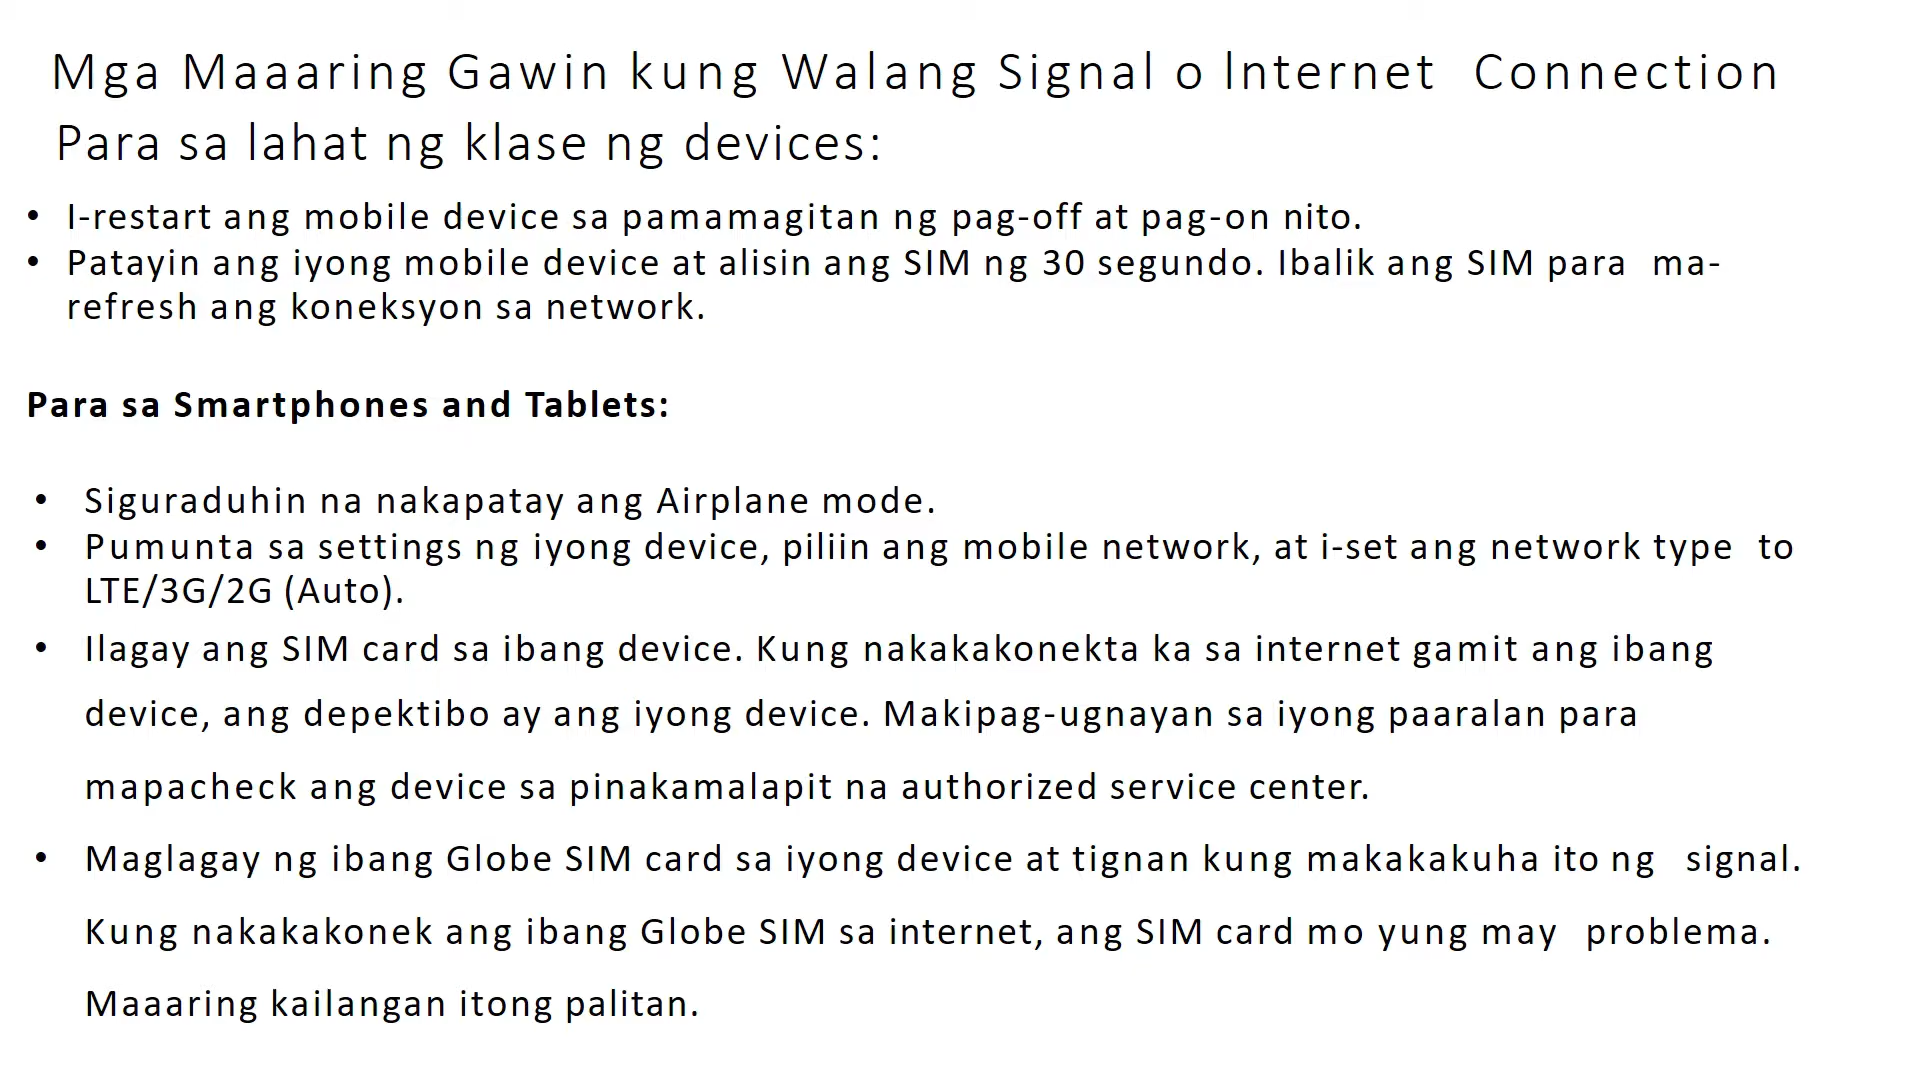 Mga Maaaring Gawin kung Walang Signal o Internet Connection
Para sa lahat ng klase ng devices:
• I-restart ang mobile device sa pamamagitan ng pag-off at pag-on nito.
• Patayin ang iyong mobile device at alisin ang SIM ng 30 segundo. Ibalik ang SIM para ma-
refresh ang koneksyon sa network.
Para sa Smartphones and Tablets:
• Siguraduhin na nakapatay ang Airplane mode.
• Pumunta sa settings ng iyong device, piliin ang mobile network, at i-set ang network type to
LTE/3G/2G (Auto).
• Ilagay ang SIM card sa ibang device. Kung nakakakonekta ka sa internet gamit ang ibang
device, ang depektibo ay ang iyong device. Makipag-ugnayan sa iyong paaralan para
mapacheck ang device sa pinakamalapit na authorized service center.
• Maglagay ng ibang Globe SIM card sa iyong device at tignan kung makakakuha ito ng signal.
Kung nakakakonek ang ibang Globe SIM sa internet, ang SIM card mo yung may problema.
Maaaring kailangan itong palitan.